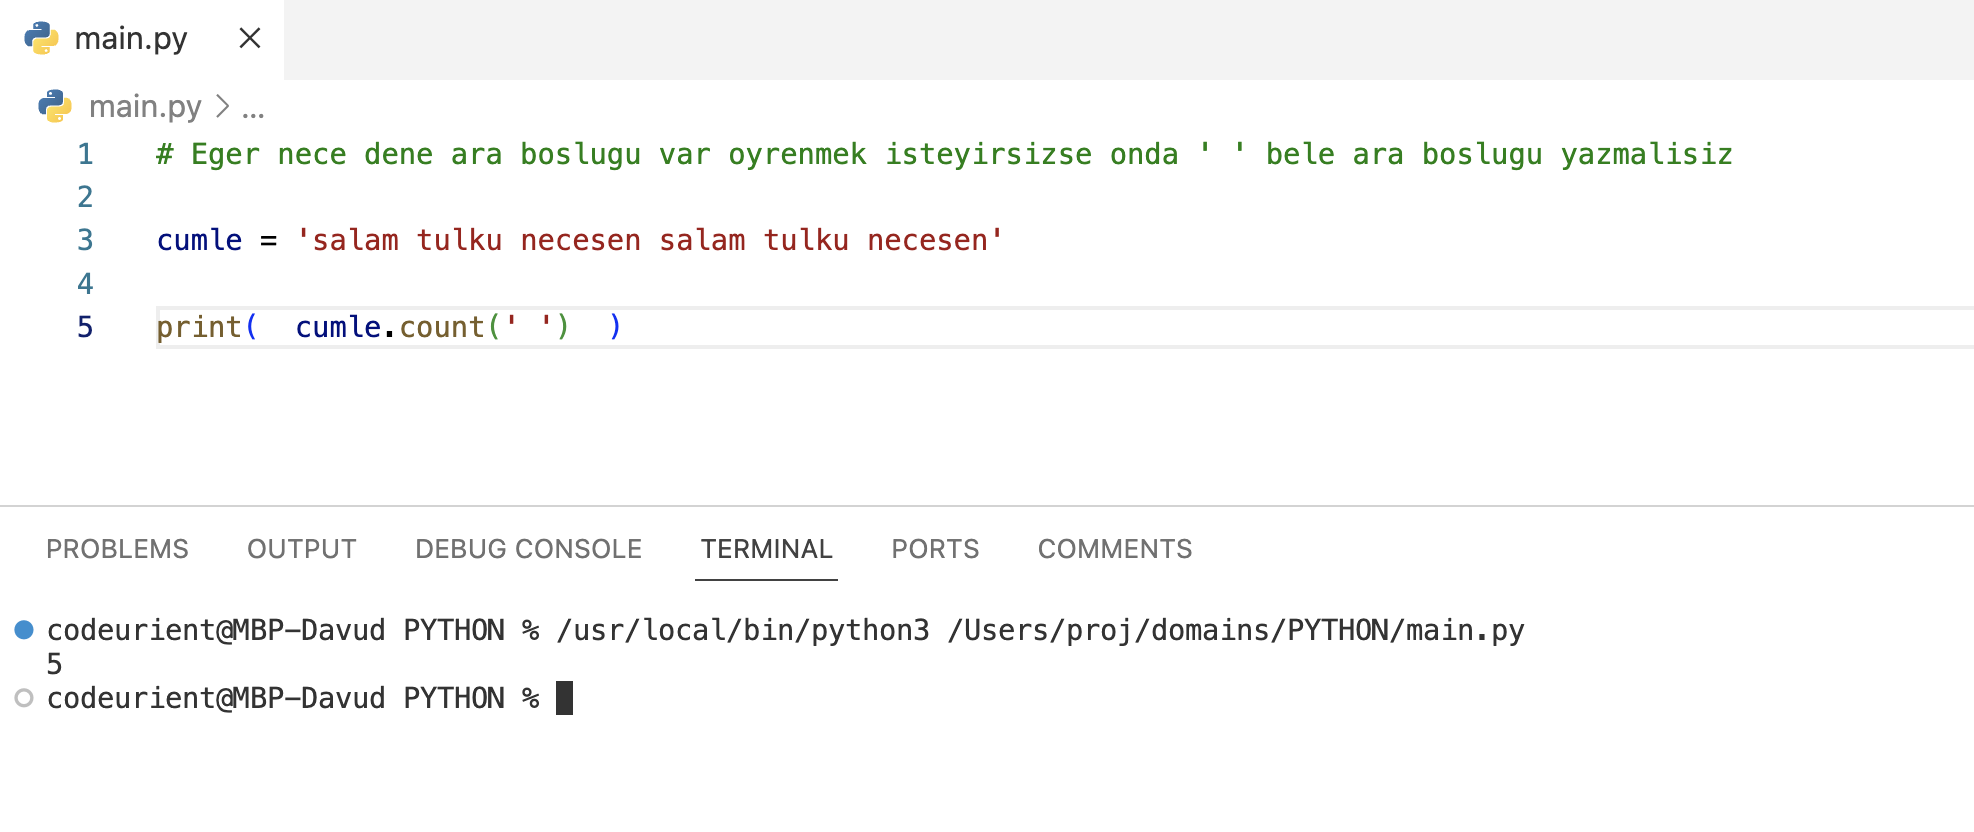 main.py
main.py > ...
1 # Eger nece dene ara boslugu var oyrenmek isteyirsizse onda ' ' bele ara boslugu yazmalisiz
2
3 cumle = 'salam tulku necesen salam tulku necesen'
4
5 print(  cumle.count(' ')  )
PROBLEMS OUTPUT DEBUG CONSOLE TERMINAL PORTS COMMENTS
codeurient@MBP-Davud PYTHON % /usr/local/bin/python3 /Users/proj/domains/PYTHON/main.py
5
codeurient@MBP-Davud PYTHON %